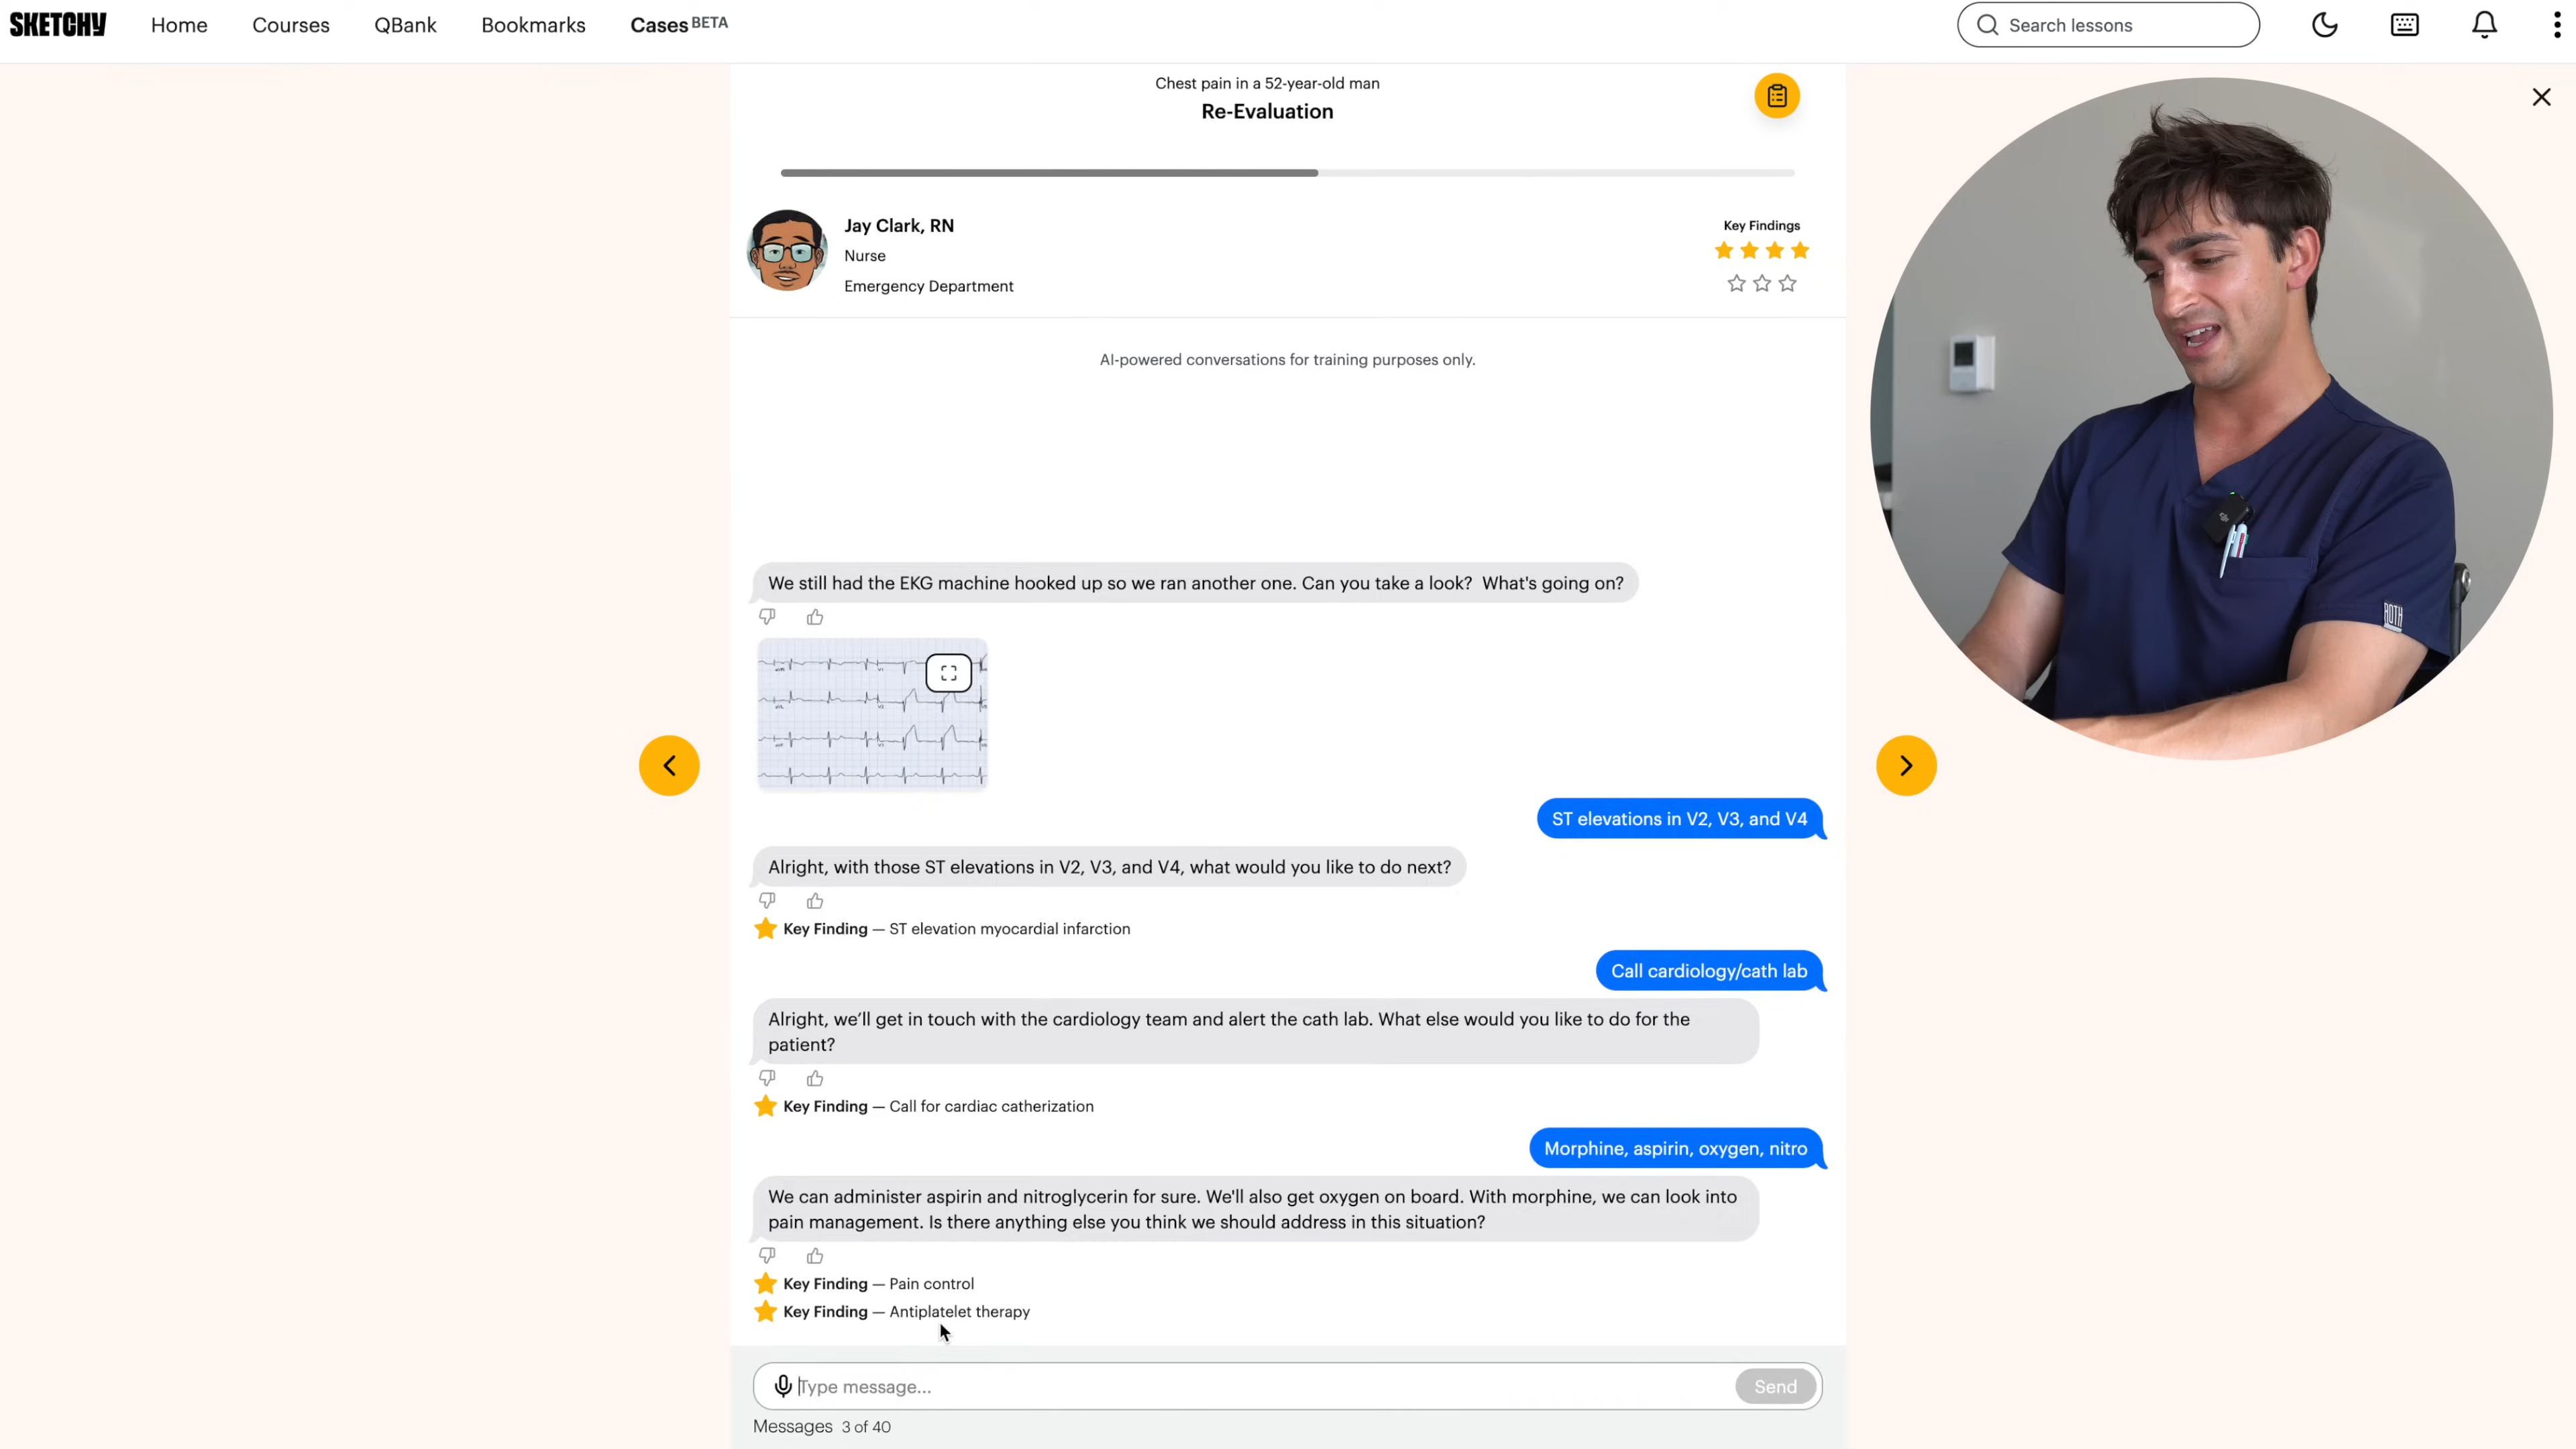 SKETCHY Home Courses QBank Bookmarks Cases BETA Search lessons
Chest pain in a 52-year-old man
Re-Evaluation
Jay Clark, RN
Nurse
Emergency Department
Key Findings
AI-powered conversations for training purposes only.
We still had the EKG machine hooked up so we ran another one. Can you take a look? What's going on?
ST elevations in V2, V3, and V4
Alright, with those ST elevations in V2, V3, and V4, what would you like to do next?
Key Finding — ST elevation myocardial infarction
Call cardiology/cath lab
Alright, we’ll get in touch with the cardiology team and alert the cath lab. What else would you like to do for the
patient?
Key Finding — Call for cardiac catherization
Morphine, aspirin, oxygen, nitro
We can administer aspirin and nitroglycerin for sure. We'll also get oxygen on board. With morphine, we can look into
pain management. Is there anything else you think we should address in this situation?
Key Finding — Pain control
Key Finding — Antiplatelet therapy
Type message...
Send
Messages 3 of 40